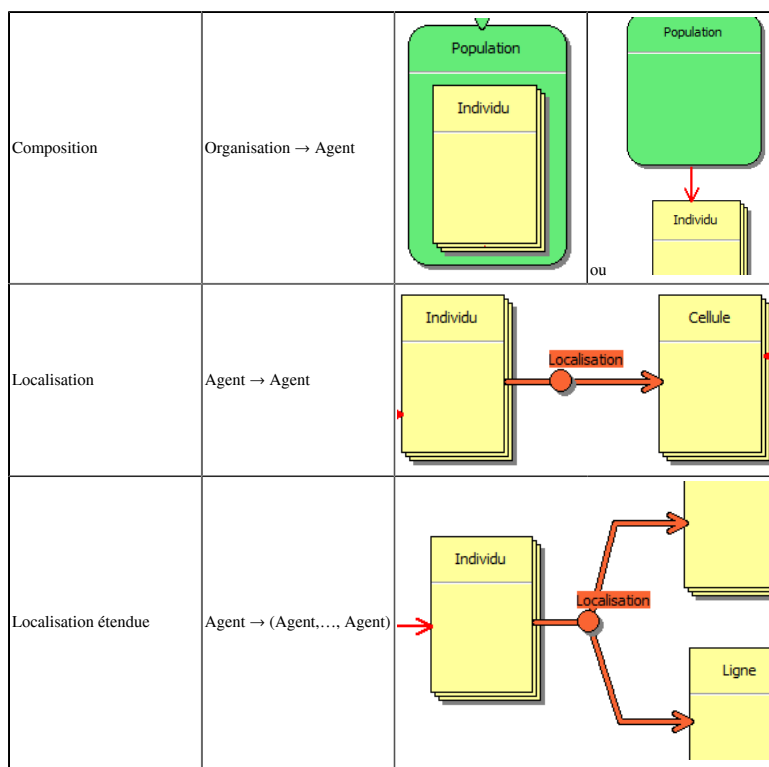 Composition
Organisation → Agent
Population
Individu
ou
Population
Individu
Localisation
Agent → Agent
Individu
Localisation
Cellule
Localisation étendue
Agent → (Agent,…, Agent)
Individu
Localisation
Ligne